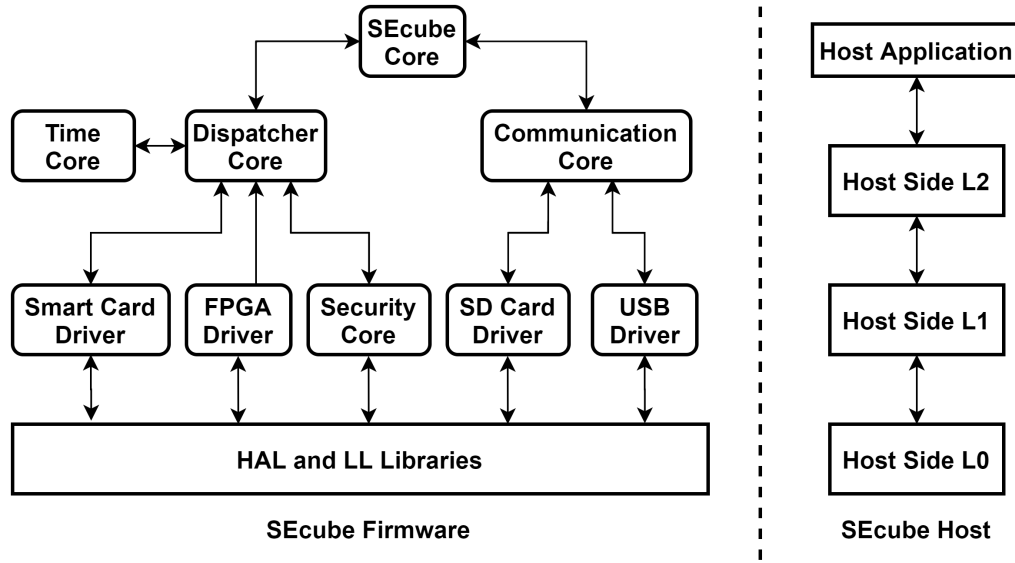 SEcube
Core
Host Application
Time
Core
Dispatcher
Core
Communication
Core
Host Side L2
Smart Card
Driver
FPGA
Driver
Security
Core
SD Card
Driver
USB
Driver
Host Side L1
HAL and LL Libraries
Host Side L0
SEcube Firmware
SEcube Host